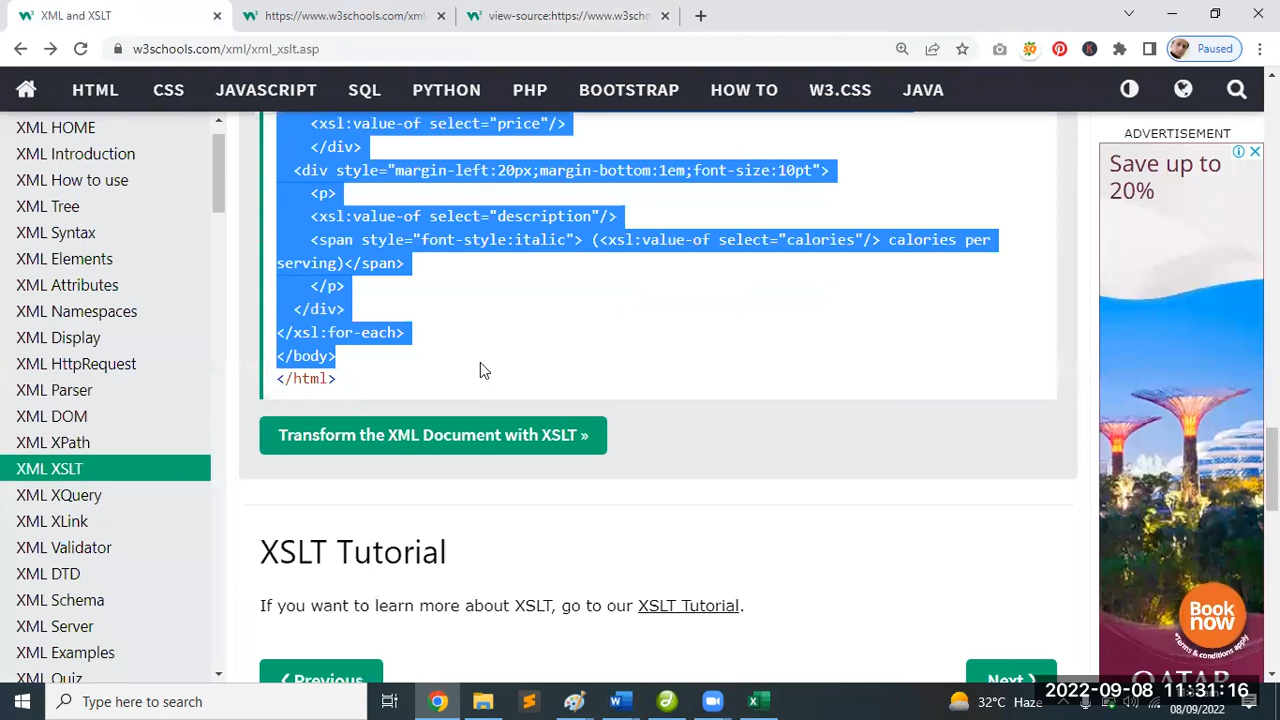 XML and XSLT
https://www.w3schools.com/xml/xml_
view-source:https://www.w3scho
w3schools.com/xml/xml_xslt.asp
Paused
HTML CSS JAVASCRIPT SQL PYTHON PHP BOOTSTRAP HOW TO W3.CSS JAVA
XML HOME
XML Introduction
XML How to use
XML Tree
XML Syntax
XML Elements
XML Attributes
XML Namespaces
XML Display
XML HttpRequest
XML Parser
XML DOM
XML XPath
XML XSLT
XML XQuery
XML XLink
XML Validator
XML DTD
XML Schema
XML Server
XML Examples
XML Quiz
<xsl:value-of select="price"/>
</div>
<div style="margin-left:20px;margin-bottom:1em;font-size:10pt">
<p>
<xsl:value-of select="description"/>
<span style="font-style:italic"> (<xsl:value-of select="calories"/> calories per
serving)</span>
</p>
</div>
</xsl:for-each>
</body>
</html>
Transform the XML Document with XSLT »
XSLT Tutorial
If you want to learn more about XSLT, go to our XSLT Tutorial.
❮ Previous
Next ❯
ADVERTISEMENT
Save up to
20%
Book
now
*Terms & conditions apply
QATAR
Type here to search
32°C Haze
2022-09-08 11:31:16
08/09/2022